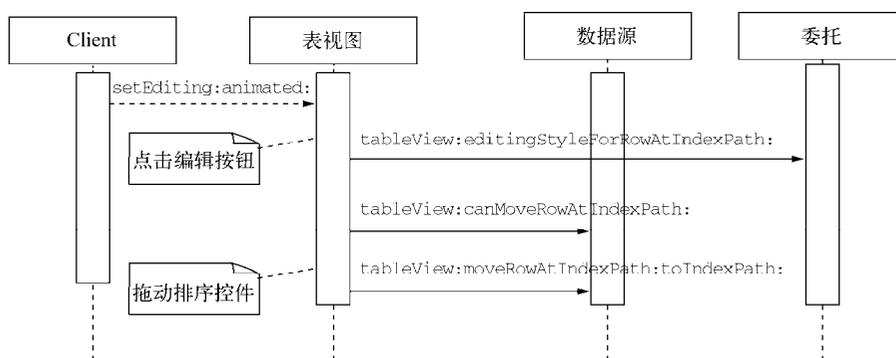 Client
表视图
数据源
委托
setEditing:animated:
点击编辑按钮
tableView:editingStyleForRowAtIndexPath:
tableView:canMoveRowAtIndexPath:
拖动排序控件
tableView:moveRowAtIndexPath:toIndexPath: